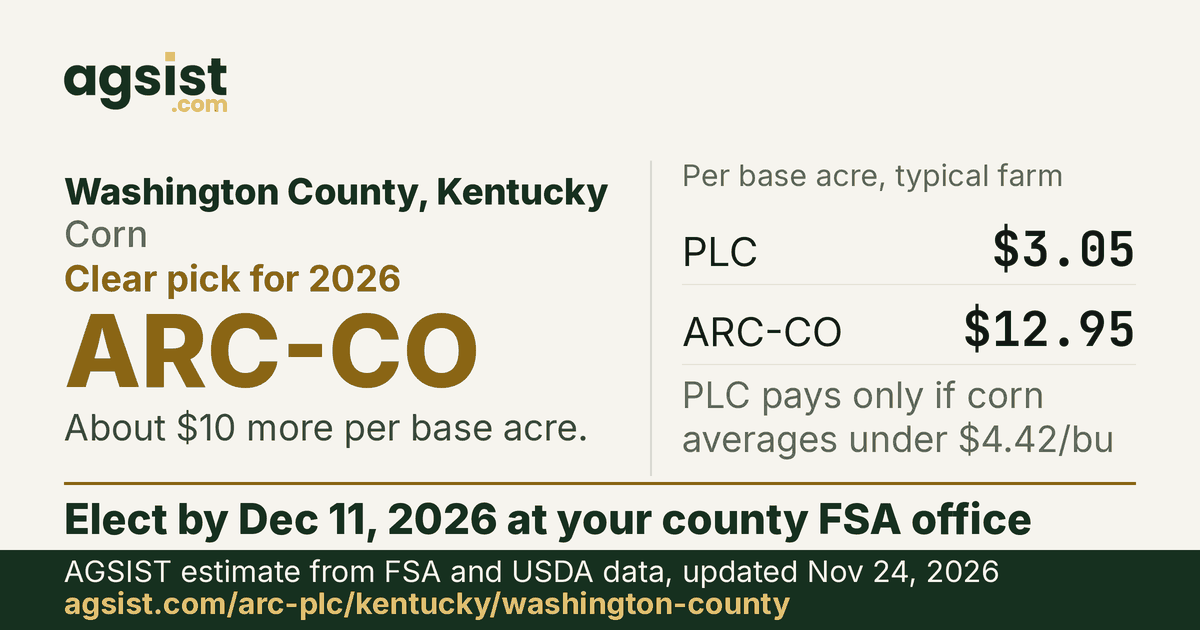 agsist
.com
Washington County, Kentucky
Corn
Clear pick for 2026
ARC-CO
About $10 more per base acre.
Per base acre, typical farm
PLC $3.05
ARC-CO $12.95
PLC pays only if corn
averages under $4.42/bu
Elect by Dec 11, 2026 at your county FSA office
AGSIST estimate from FSA and USDA data, updated Nov 24, 2026
agsist.com/arc-plc/kentucky/washington-county